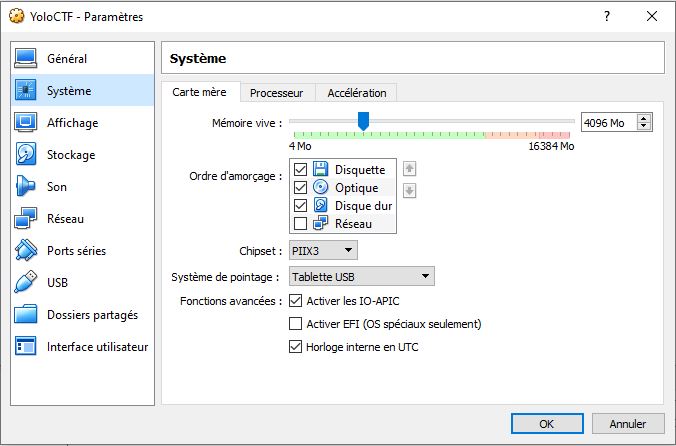 YoloCTF - Paramètres
Général
Système
Affichage
Stockage
Son
Réseau
Ports séries
USB
Dossiers partagés
Interface utilisateur
Système
Carte mère Processeur Accélération
Mémoire vive : 4096 Mo
4 Mo 16384 Mo
Ordre d'amorçage : Disquette
Optique
Disque dur
Réseau
Chipset : PIIX3
Système de pointage : Tablette USB
Fonctions avancées : Activer les IO-APIC
Activer EFI (OS spéciaux seulement)
Horloge interne en UTC
OK Annuler